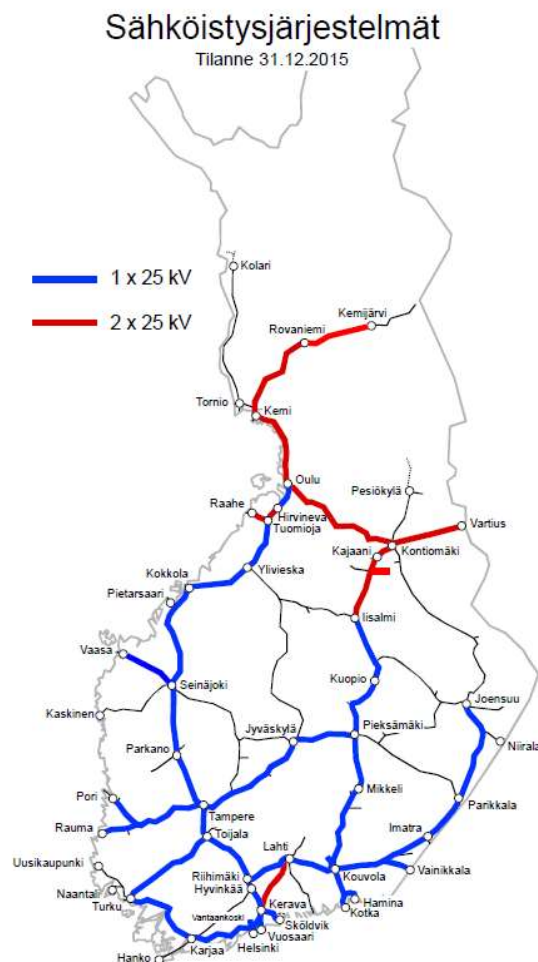 Sähköistysjärjestelmät
Tilanne 31.12.2015
Kolari
1 x 25 kV
Kemijärvi
2 x 25 kV
Rovaniemi
Tornio
Kemi
Oulu
Pesiökylä
Raahe
Hirvineva
Vartius
Tuomioja
Kajaani
Kontiomäki
Ylivieska
Kokkola
Pietarsaari
Iisalmi
Vaasa
Kuopio
Seinäjoki
Joensuu
Kaskinen
Jyväskylä
Pieksämäki
Niirala
Parkano
Mikkeli
Pori
Parikkala
Tampere
Rauma
Imatra
Toijala
Lahti
Uusikaupunki
Riihimäki
Kouvola
Vainikkala
Hyvinkää
Naantali
Turku
Kerava
Hamina
Vantaankoski
Kotka
Sköldvik
Vuosaari
Karjaa
Helsinki
Hanko